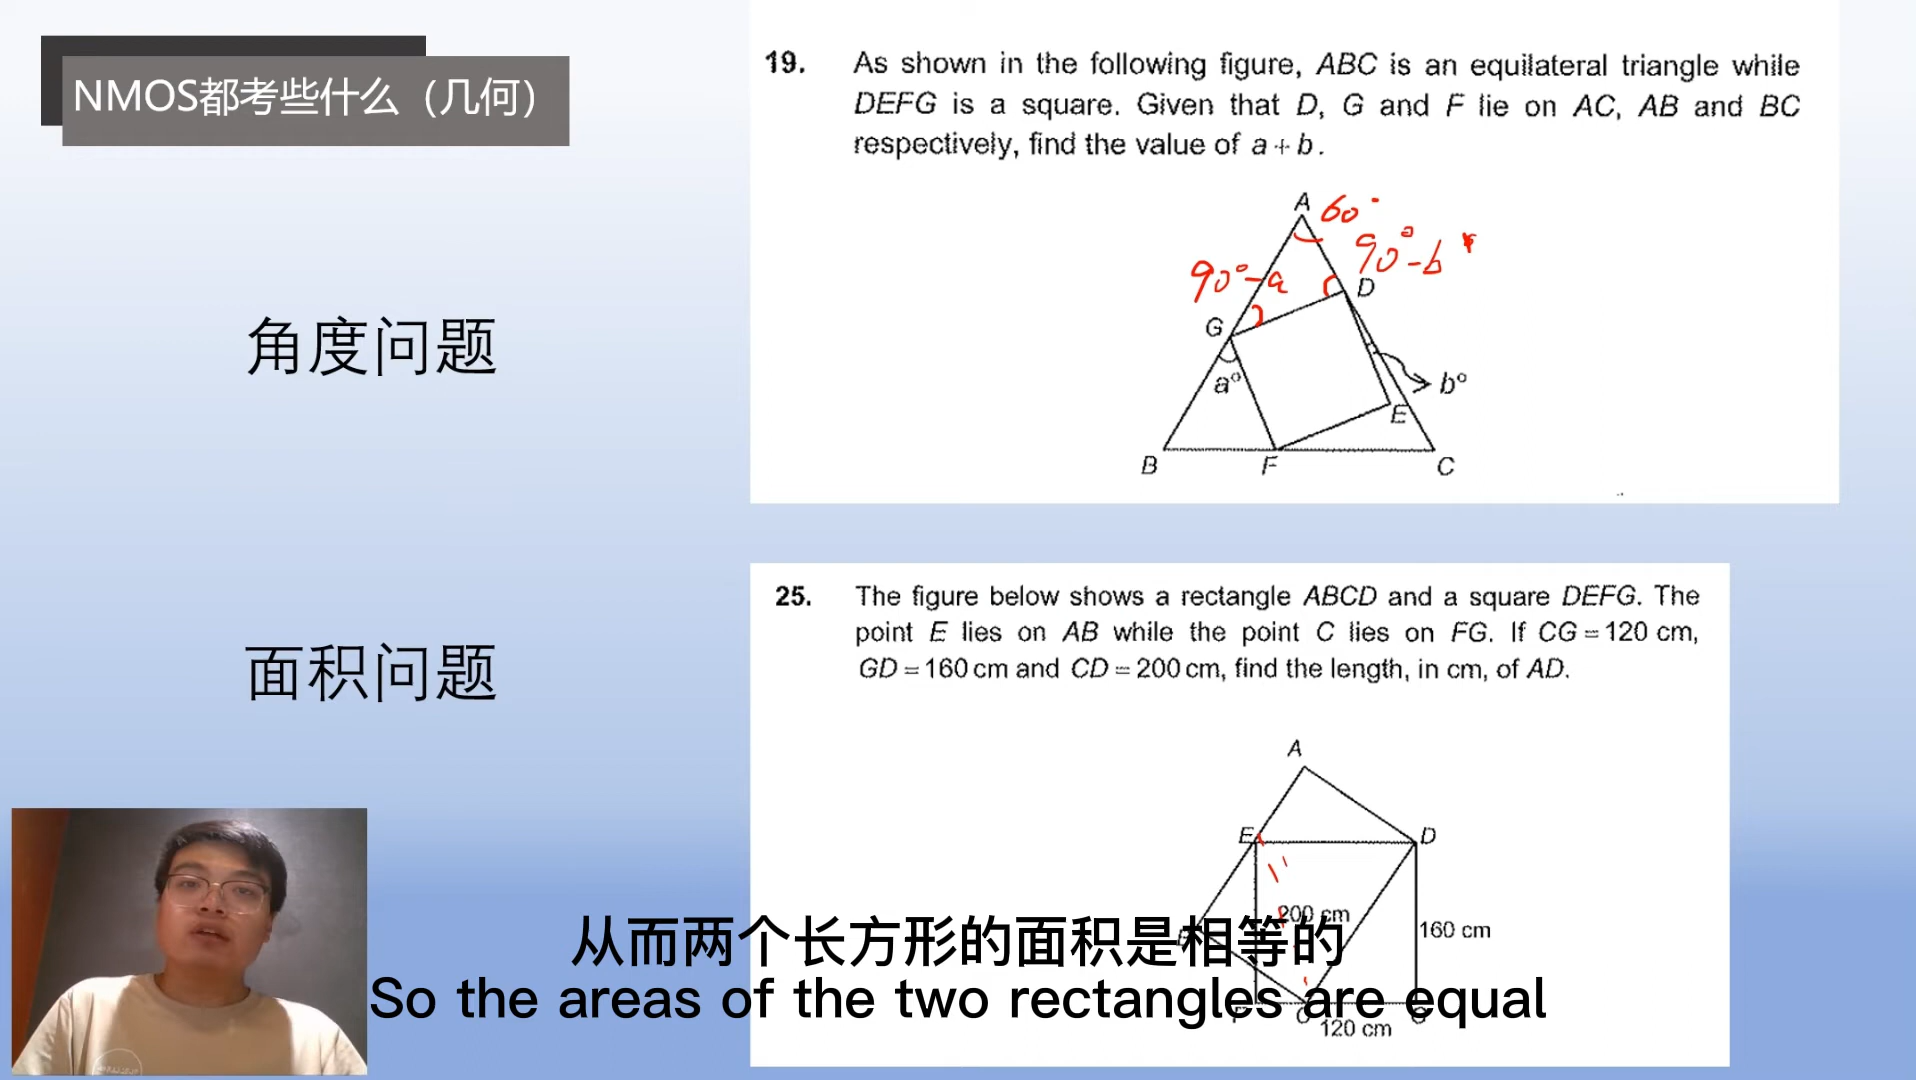 NMOS都考些什么（几何）
角度问题
面积问题
19. As shown in the following figure, ABC is an equilateral triangle while
DEFG is a square. Given that D, G and F lie on AC, AB and BC
respectively, find the value of a + b.
A 60°
90°-b
90°-a
D
G
a°
b°
E
B
F
C
25. The figure below shows a rectangle ABCD and a square DEFG. The
point E lies on AB while the point C lies on FG. If CG = 120 cm,
GD = 160 cm and CD = 200 cm, find the length, in cm, of AD.
A
E
D
200 cm
160 cm
从而两个长方形的面积是相等的
So the areas of the two rectangles are equal
F
C
G
120 cm